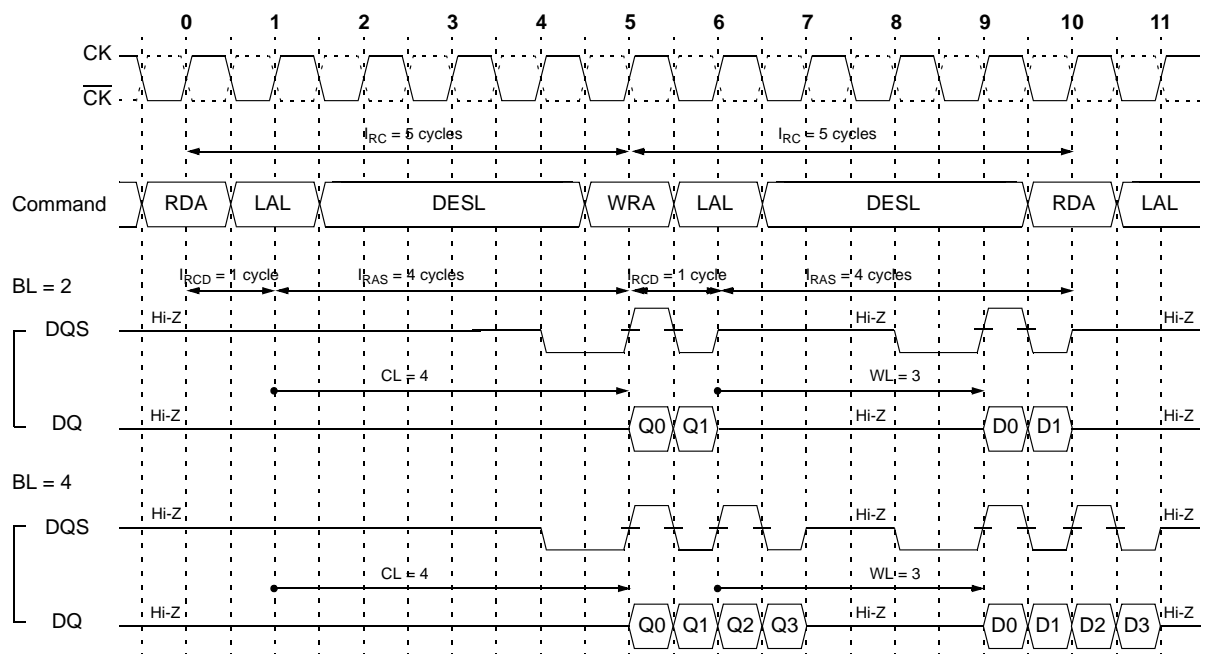 0 1 2 3 4 5 6 7 8 9 10 11
CK
CK
IRC = 5 cycles IRC = 5 cycles
Command RDA LAL DESL WRA LAL DESL RDA LAL
IRCD = 1 cycle IRAS = 4 cycles IRCD = 1 cycle IRAS = 4 cycles
BL = 2
Hi-Z Hi-Z Hi-Z
DQS
CL = 4 WL = 3
Hi-Z Hi-Z Hi-Z
DQ Q0 Q1 D0 D1
BL = 4
Hi-Z Hi-Z Hi-Z
DQS
CL = 4 WL = 3
Hi-Z Hi-Z Hi-Z
DQ Q0 Q1 Q2 Q3 D0 D1 D2 D3